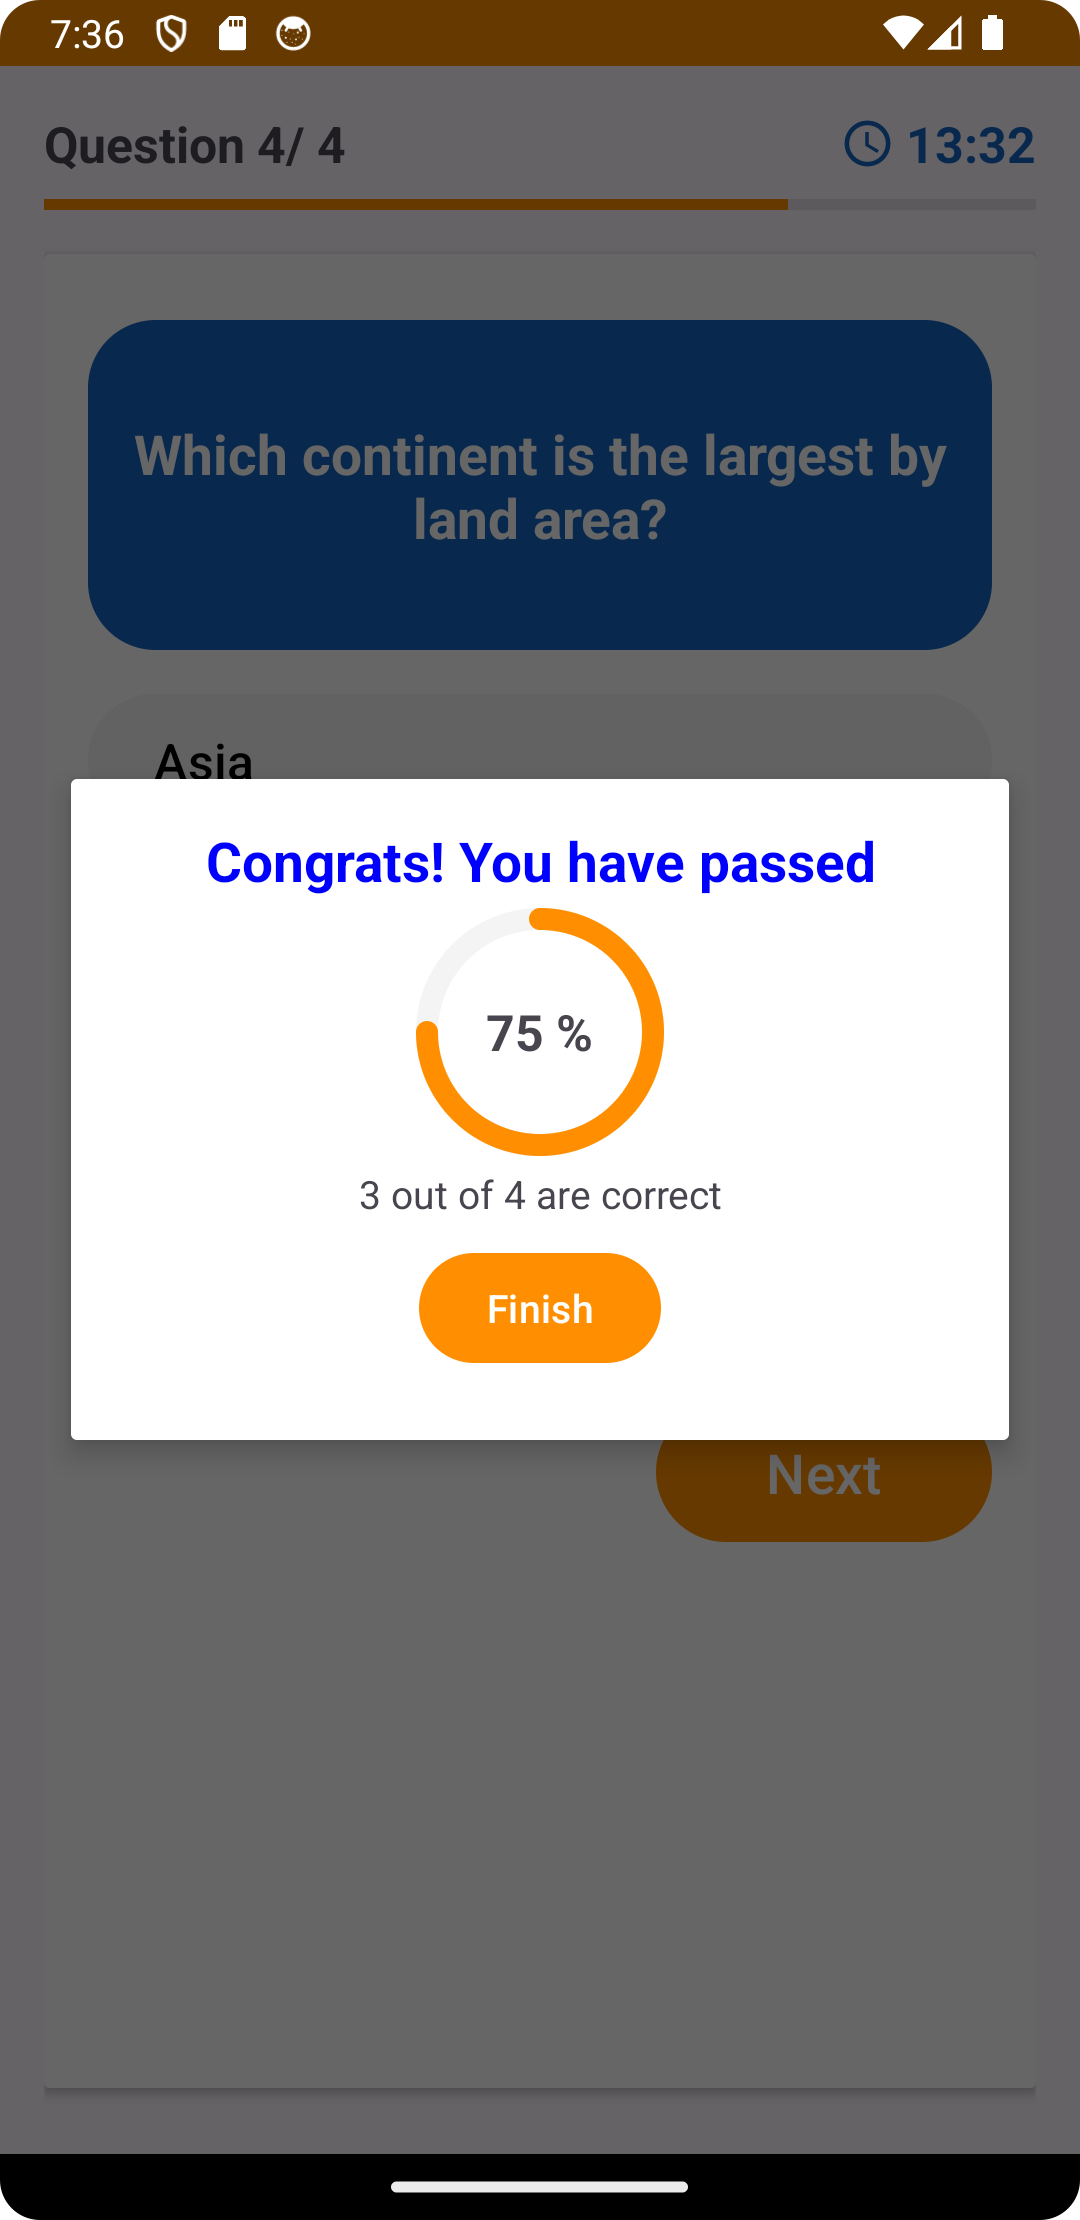 7:36
Question 4/ 4
13:32
Which continent is the largest by
land area?
Asia
Congrats! You have passed
75 %
3 out of 4 are correct
Finish
Next